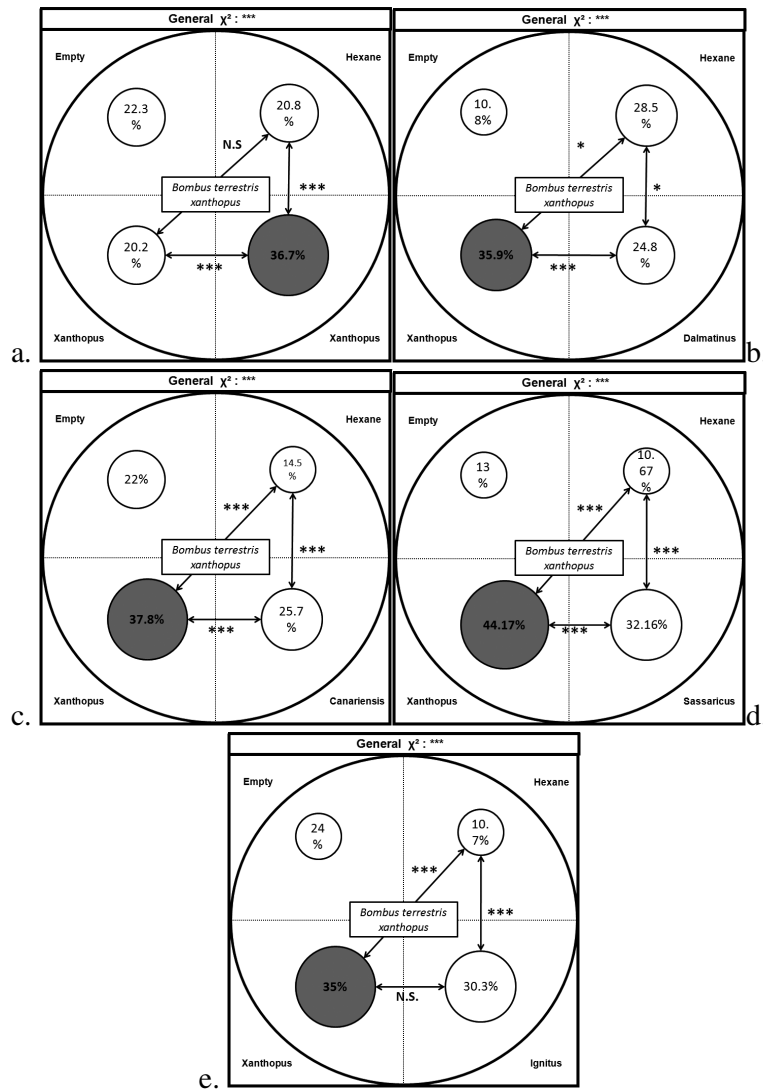 General χ² : ***
Empty
Hexane
22.3
%
20.8
%
N.S
Bombus terrestris
xanthopus
***
20.2
%
***
36.7%
Xanthopus
Xanthopus
a.
General χ² : ***
Empty
Hexane
10.
8%
28.5
%
*
Bombus terrestris
xanthopus
*
35.9%
***
24.8
%
Xanthopus
Dalmatinus
b
General χ² : ***
Empty
Hexane
22%
14.5
%
***
Bombus terrestris
xanthopus
***
37.8%
***
25.7
%
Xanthopus
Canariensis
c.
General χ² : ***
Empty
Hexane
13
%
10.
67
%
***
Bombus terrestris
xanthopus
***
44.17%
***
32.16%
Xanthopus
Sassaricus
d
General χ² : ***
Empty
Hexane
24
%
10.
7%
***
Bombus terrestris
xanthopus
***
35%
N.S.
30.3%
Xanthopus
Ignitus
e.